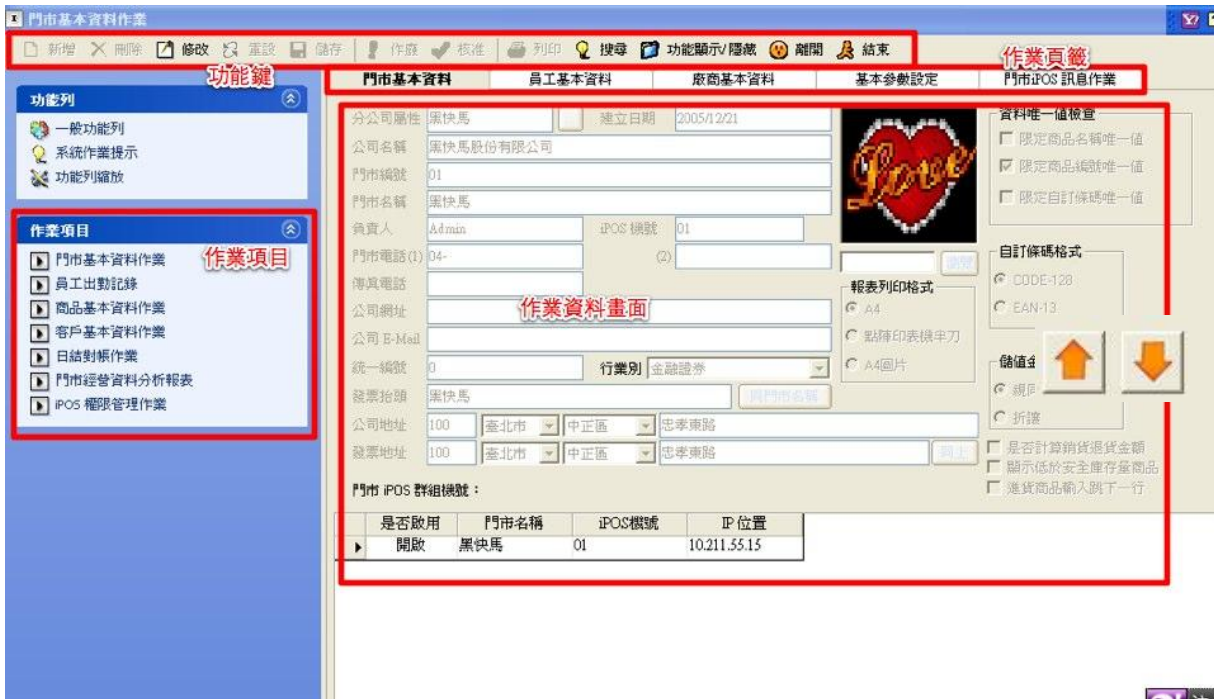 門市基本資料作業
新增 刪除 修改 重設 儲存 作廢 核准 列印 搜尋 功能顯示/隱藏 離開 結束
功能鍵
作業頁籤
門市基本資料 員工基本資料 廠商基本資料 基本參數設定 門市iPOS 訊息作業
功能列
一般功能列
系統作業提示
功能列縮放
作業項目
作業項目
門市基本資料作業
員工出勤記錄
商品基本資料作業
客戶基本資料作業
日結對帳作業
門市經營資料分析報表
iPOS 權限管理作業
分公司屬性 黑快馬 建立日期 2005/12/21
公司名稱 黑快馬股份有限公司
門市編號 01
門市名稱 黑快馬
負責人 Admin iPOS 機號 01
門市電話(1) 04- (2)
傳真電話
公司網址
作業資料畫面
公司 E-Mail
統一編號 0 行業別 金融證券
發票抬頭 黑快馬 同門市名稱
公司地址 100 臺北市 中正區 忠孝東路
發票地址 100 臺北市 中正區 忠孝東路 同上
Love
瀏覽
報表列印格式
A4
點陣印表機中刀
A4圖片
資料唯一值檢查
限定商品名稱唯一值
限定商品編號唯一值
限定自訂條碼唯一值
自訂條碼格式
CODE-128
EAN-13
儲值金
折讓
是否計算銷貨退貨金額
顯示低於安全庫存量商品
進貨商品輸入跳下一行
門市 iPOS 群組機號：
是否啟用 門市名稱 iPOS機號 IP 位置
開啟 黑快馬 01 10.211.55.15